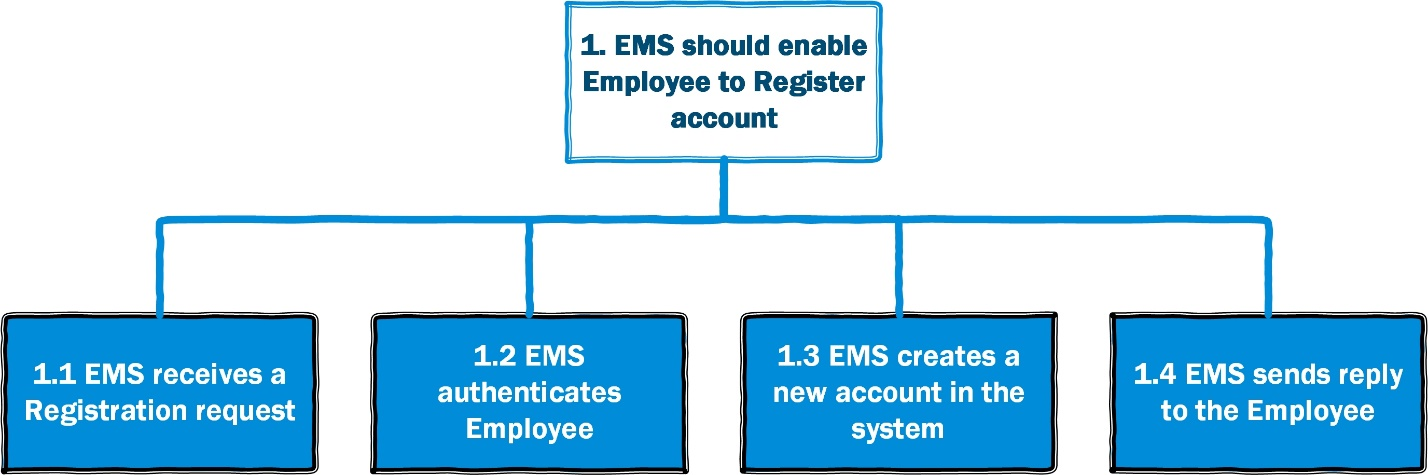 1. EMS should enable
Employee to Register
account
1.1 EMS receives a
Registration request
1.2 EMS
authenticates
Employee
1.3 EMS creates a
new account in the
system
1.4 EMS sends reply
to the Employee